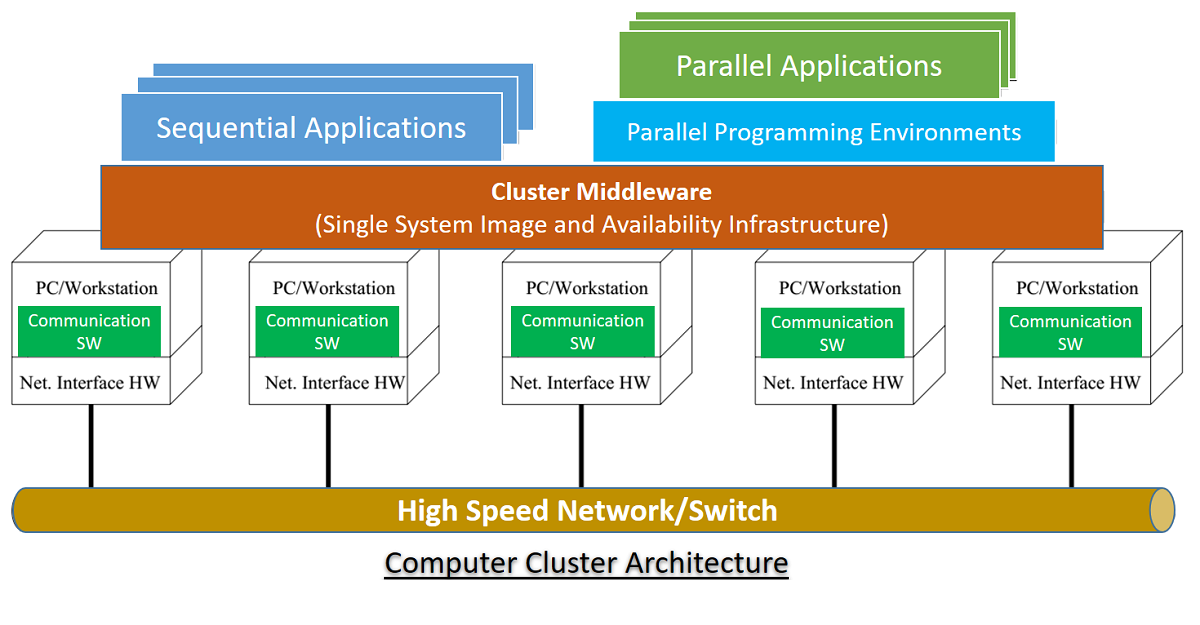 Parallel Applications
Sequential Applications
Parallel Programming Environments
Cluster Middleware
(Single System Image and Availability Infrastructure)
PC/Workstation
Communication
SW
Net. Interface HW
PC/Workstation
Communication
SW
Net. Interface HW
PC/Workstation
Communication
SW
Net. Interface HW
PC/Workstation
Communication
SW
Net. Interface HW
PC/Workstation
Communication
SW
Net. Interface HW
High Speed Network/Switch
Computer Cluster Architecture